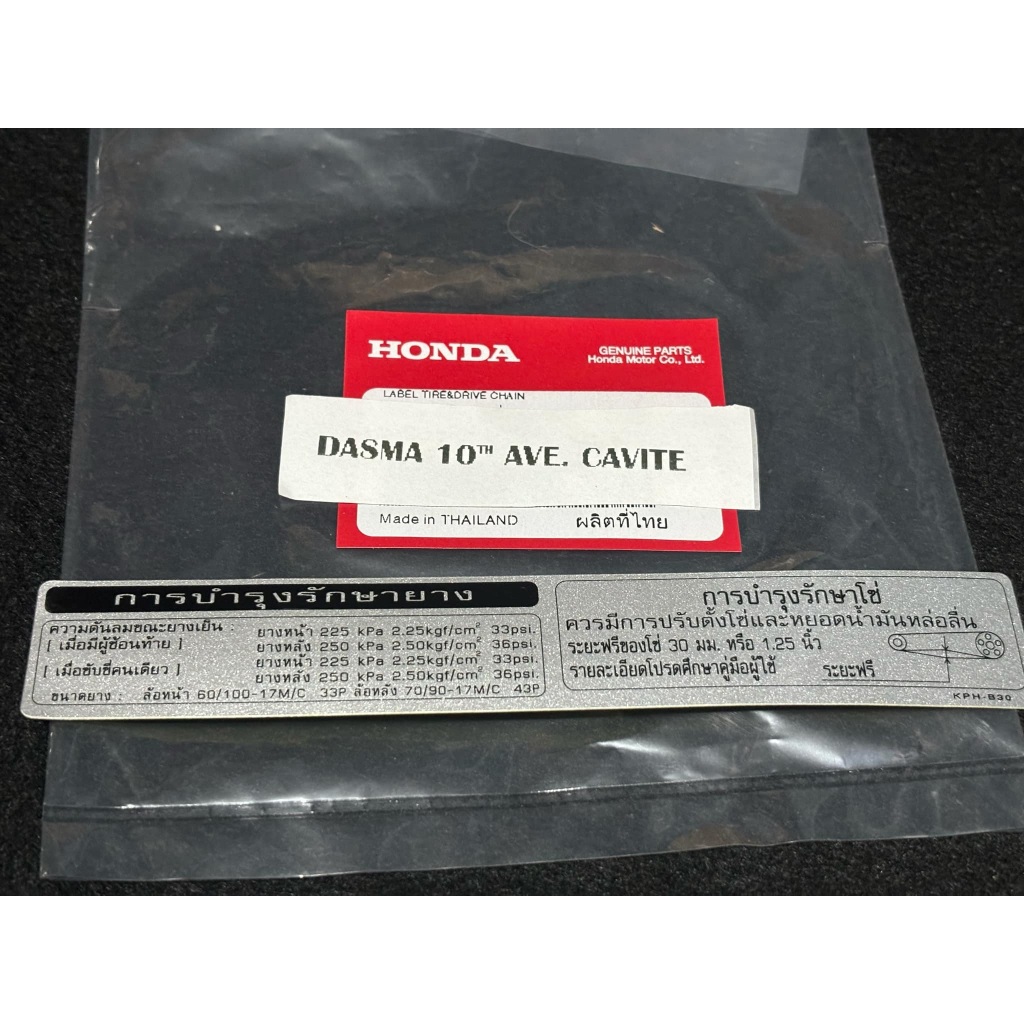 HONDA
GENUINE PARTS
Honda Motor Co., Ltd.
LABEL TIRE&DRIVE CHAIN
DASMA 10TH AVE. CAVITE
Made in THAILAND ผลิตที่ไทย
การบำรุงรักษายาง
ความดันลมขณะยางเย็น : ยางหน้า 225 kPa 2.25kgf/cm² 33psi.
[ เมื่อมีผู้ซ้อนท้าย ] ยางหลัง 250 kPa 2.50kgf/cm² 36psi.
ยางหน้า 225 kPa 2.25kgf/cm² 33psi.
[ เมื่อขับขี่คนเดียว ] ยางหลัง 250 kPa 2.50kgf/cm² 36psi.
ขนาดยาง : ล้อหน้า 60/100-17M/C 33P ล้อหลัง 70/90-17M/C 43P
การบำรุงรักษาโซ่
ควรมีการปรับตั้งโซ่และหยอดน้ำมันหล่อลื่น
ระยะฟรีของโซ่ 30 มม. หรือ 1.25 นิ้ว
รายละเอียดโปรดศึกษาคู่มือผู้ใช้ ระยะฟรี
KPH-B30